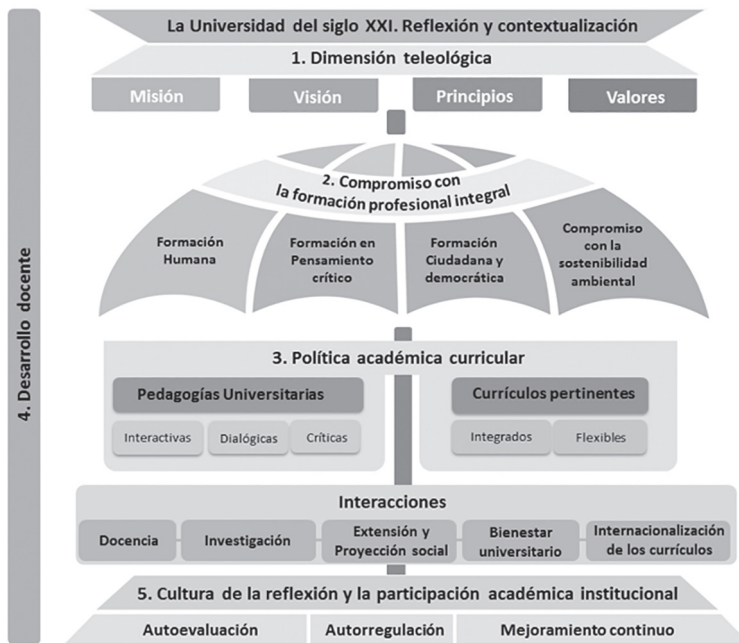 La Universidad del siglo XXI. Reflexión y contextualización
1. Dimensión teleológica
Misión
Visión
Principios
Valores
2. Compromiso con
la formación profesional integral
Formación
Humana
Formación en
Pensamiento
crítico
Formación
Ciudadana y
democrática
Compromiso
con la
sostenibilidad
ambiental
3. Política académica curricular
Pedagogías Universitarias
Interactivas
Dialógicas
Críticas
Currículos pertinentes
Integrados
Flexibles
Interacciones
Docencia
Investigación
Extensión y
Proyección social
Bienestar
universitario
Internacionalización
de los currículos
5. Cultura de la reflexión y la participación académica institucional
Autoevaluación
Autorregulación
Mejoramiento continuo
4. Desarrollo docente